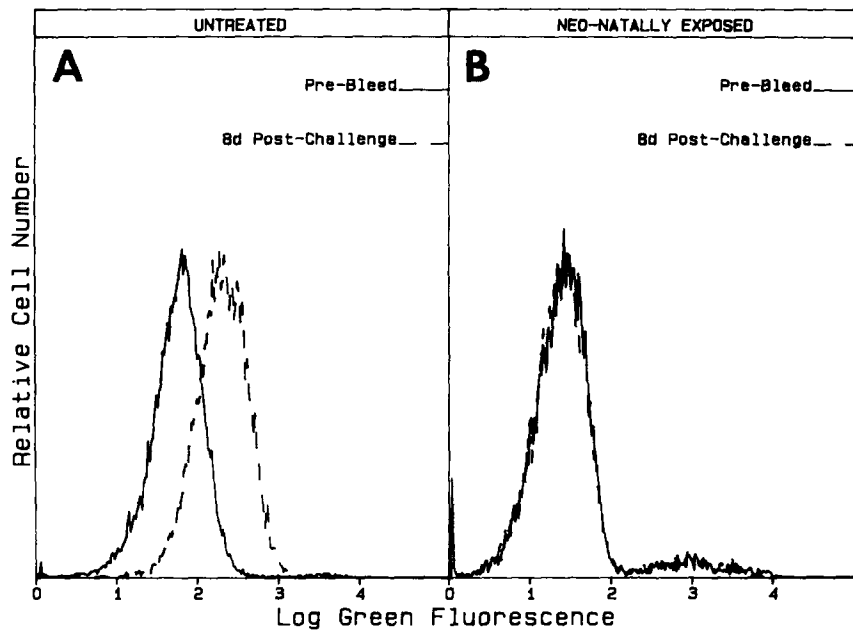 UNTREATED
NEO-NATALLY EXPOSED
A
Pre-Bleed
8d Post-Challenge
B
Pre-Bleed
8d Post-Challenge
Relative Cell Number
0 1 2 3 4
0 1 2 3 4
Log Green Fluorescence